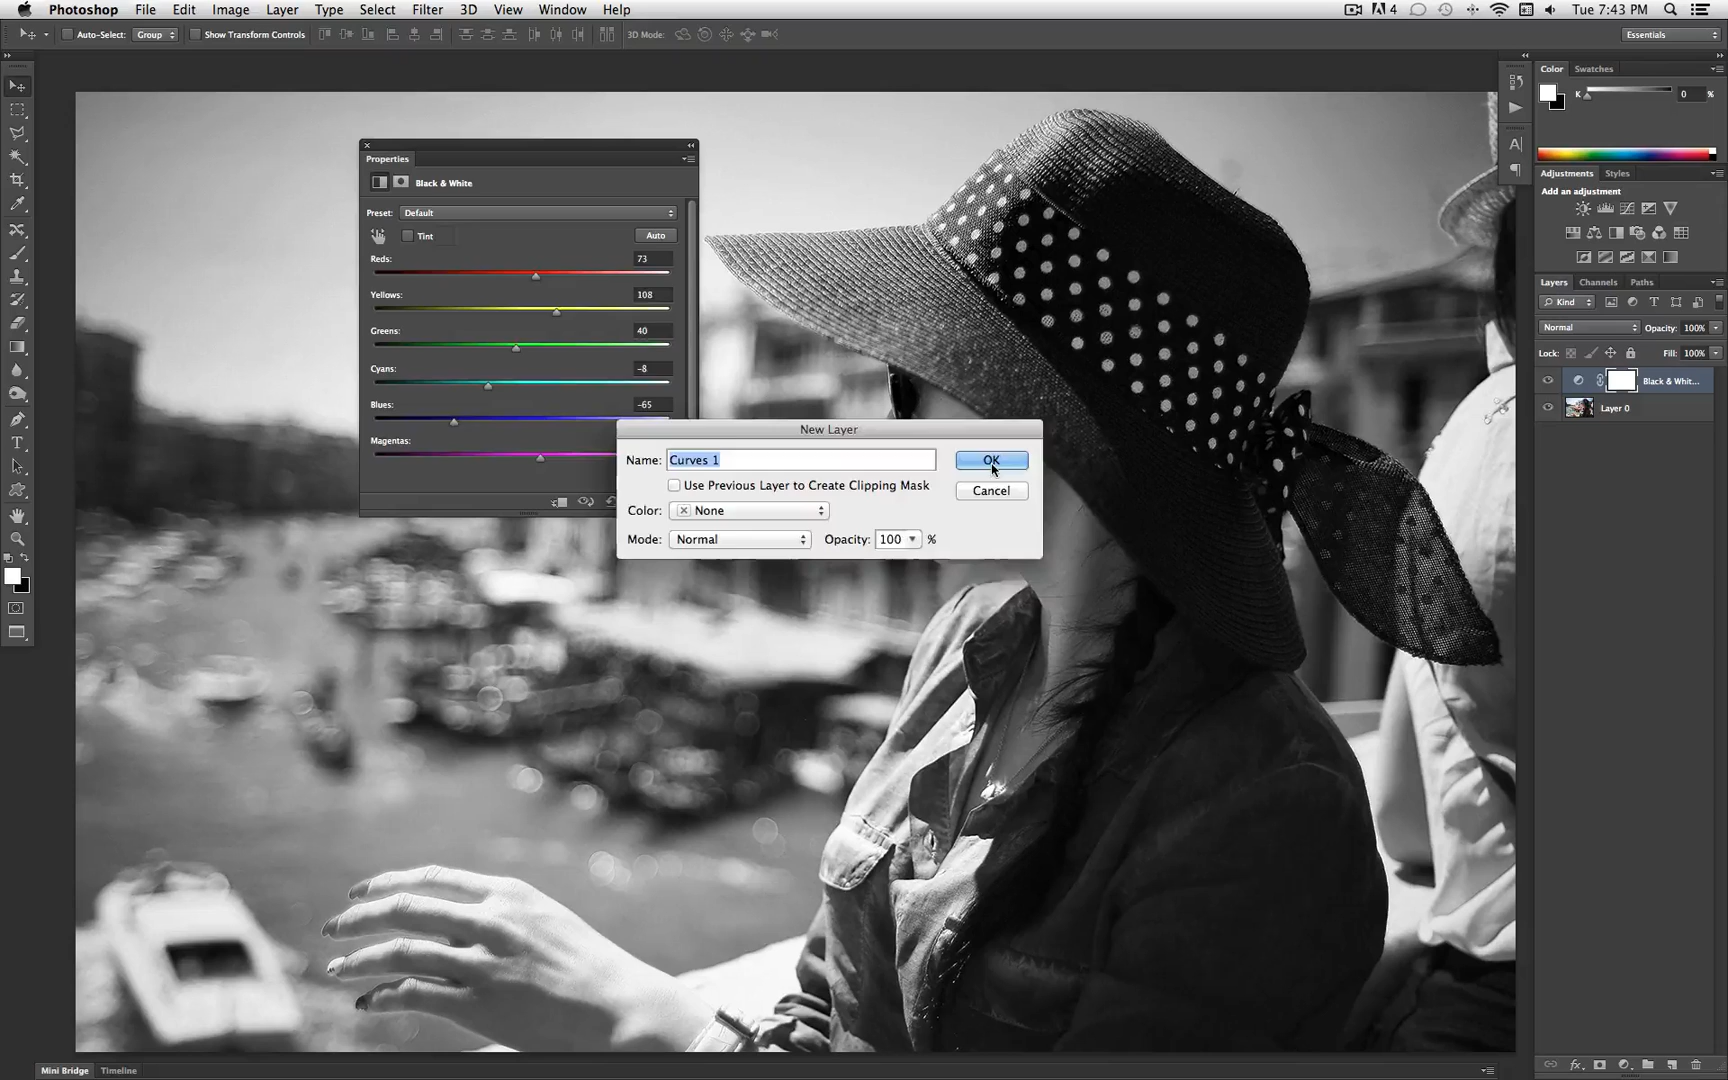 Photoshop File Edit Image Layer Type Select Filter 3D View Window Help 4 Tue 7:43 PM
Auto-Select: Group Show Transform Controls 3D Mode: Essentials
Color Swatches
K 0 %
Properties
Black & White
Preset: Default
Tint Auto
Reds: 73
Yellows: 108
Greens: 40
Cyans: -8
Blues: -65
Magentas:
New Layer
Name: Curves 1 OK
Use Previous Layer to Create Clipping Mask
Cancel
Color: None
Mode: Normal Opacity: 100 %
Adjustments Styles
Add an adjustment
Layers Channels Paths
Kind
Normal Opacity: 100%
Lock: Fill: 100%
Black & Whit...
Layer 0
Mini Bridge Timeline